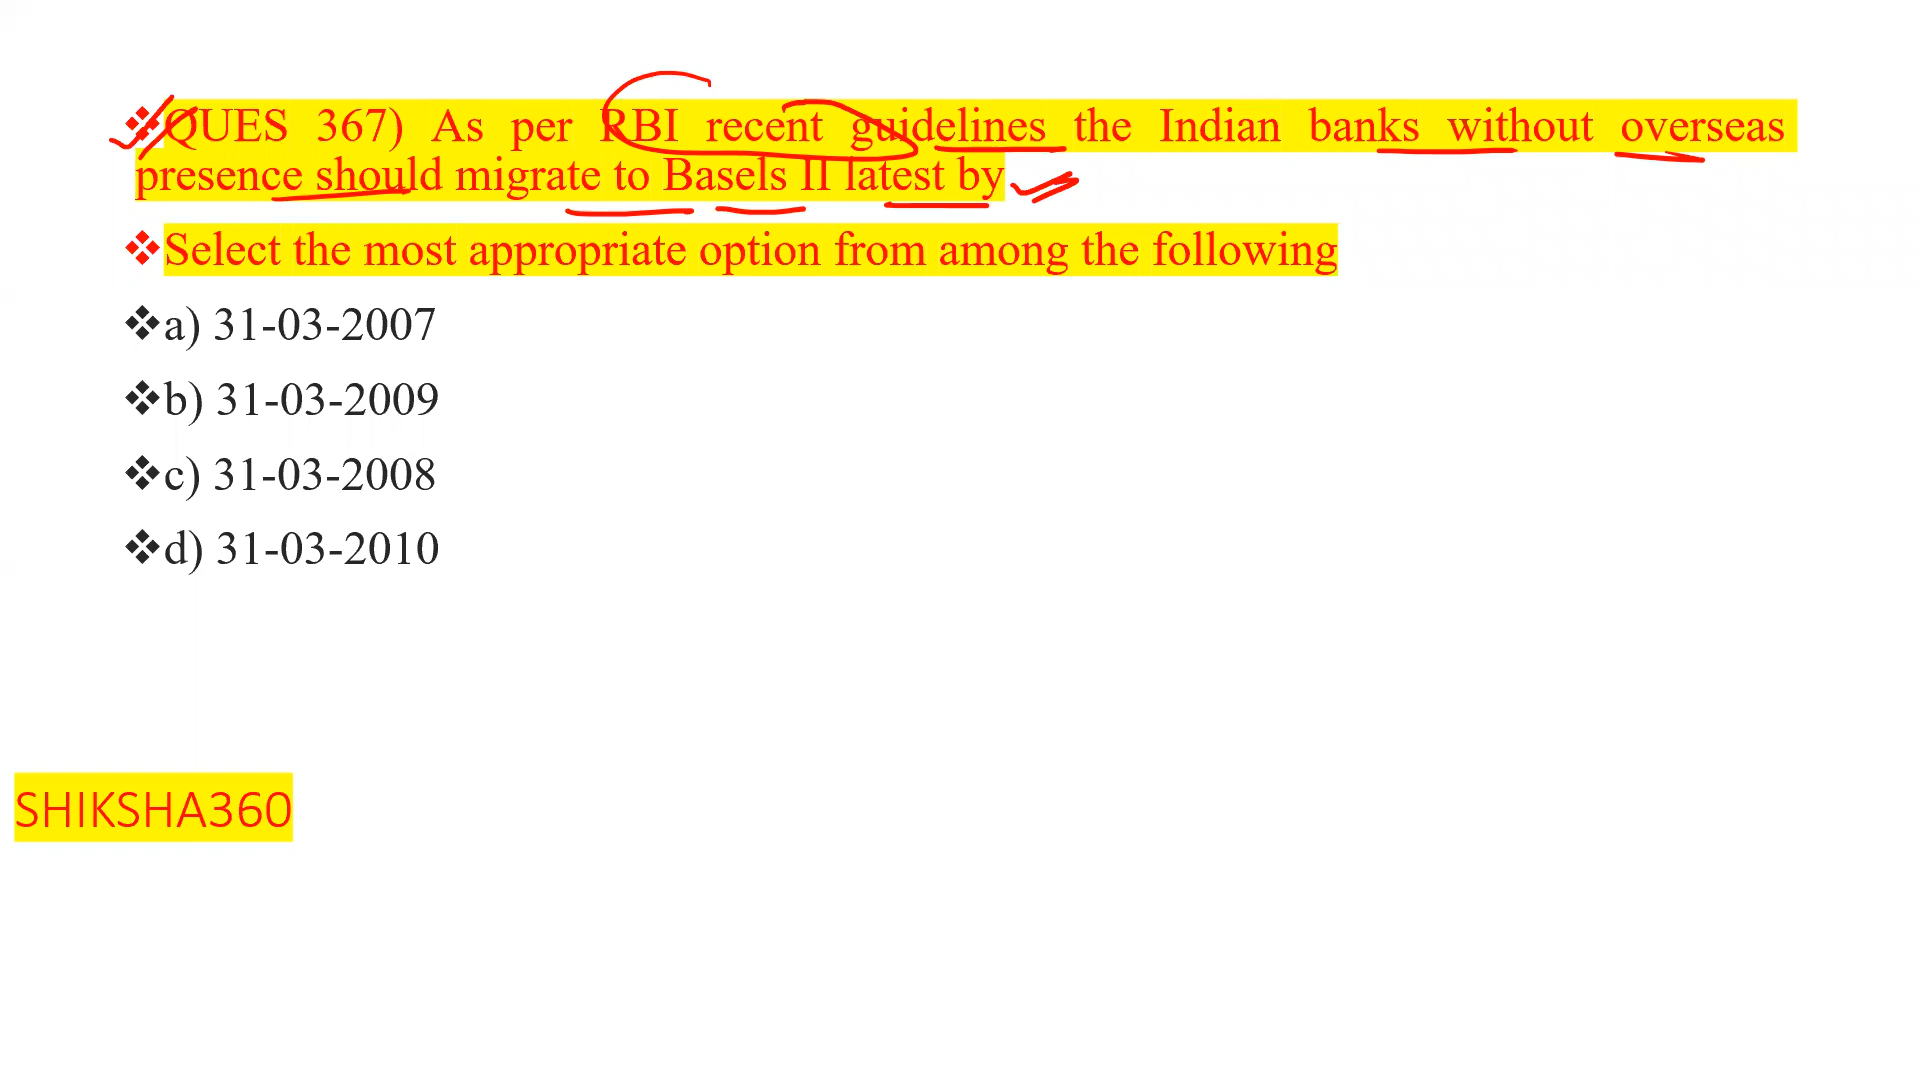 QUES 367) As per RBI recent guidelines the Indian banks without overseas
presence should migrate to Basels II latest by
Select the most appropriate option from among the following
a) 31-03-2007
b) 31-03-2009
c) 31-03-2008
d) 31-03-2010
SHIKSHA360